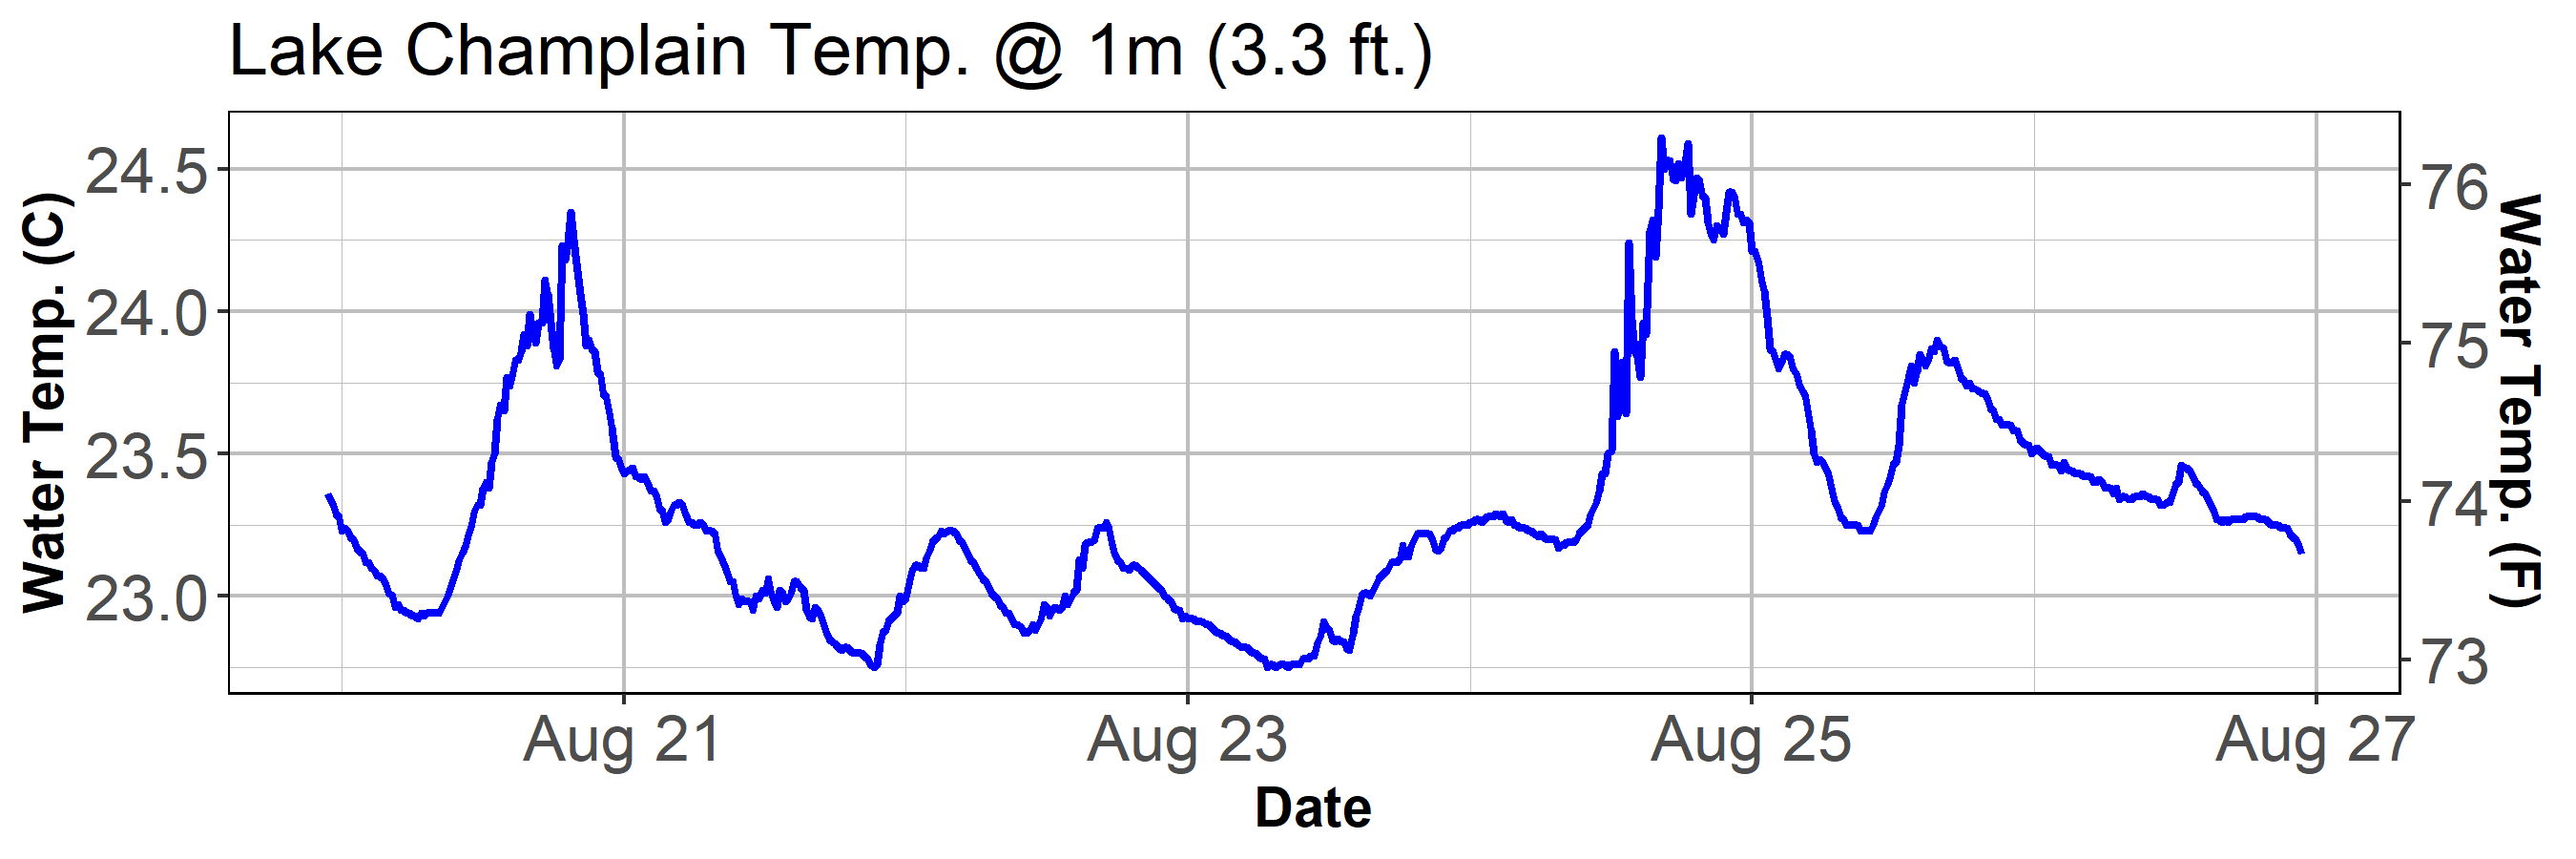 Lake Champlain Temp. @ 1m (3.3 ft.)
Water Temp. (C)
24.5
24.0
23.5
23.0
76
75
74
73
Water Temp. (F)
Aug 21 Aug 23 Aug 25 Aug 27
Date